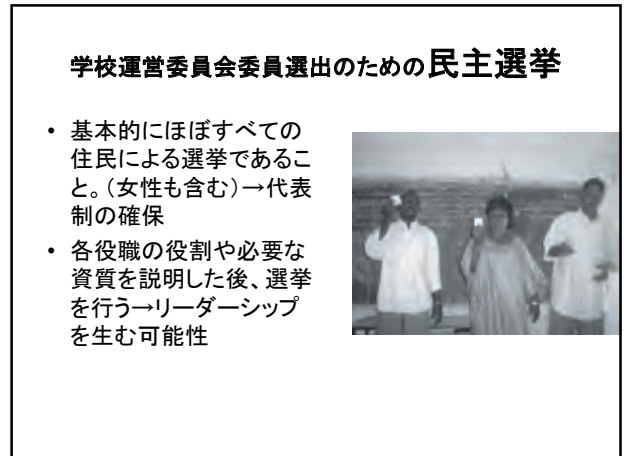 学校運営委員会委員選出のための民主選挙
• 基本的にほぼすべての
住民による選挙であるこ
と。（女性も含む）→代表
制の確保
• 各役職の役割や必要な
資質を説明した後、選挙
を行う→リーダーシップ
を生む可能性